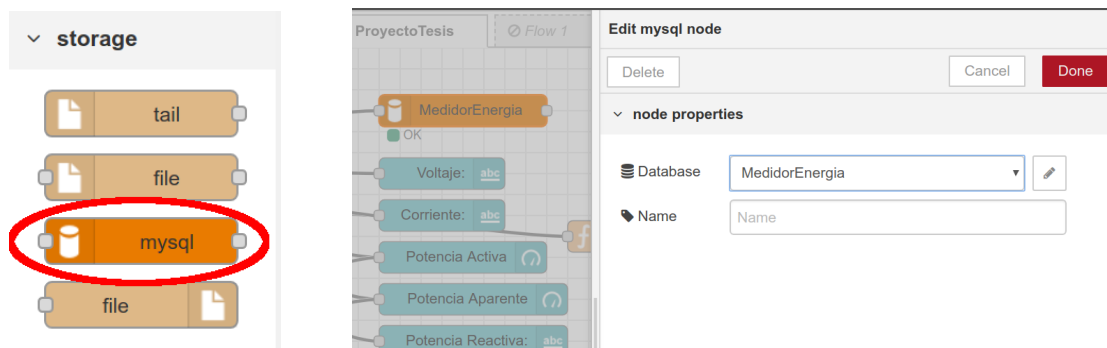 storage
tail
file
mysql
file
ProyectoTesis
Flow 1
MedidorEnergia
OK
Voltaje: abc
Corriente: abc
f
Potencia Activa
Potencia Aparente
Potencia Reactiva: abc
Edit mysql node
Delete Cancel Done
node properties
Database MedidorEnergia
Name Name